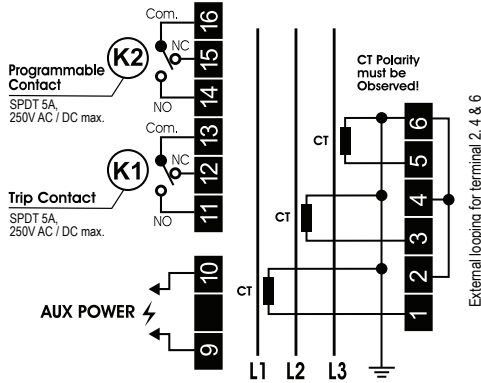 Com.
16
K2
NC
15
Programmable
Contact
SPDT 5A,
250V AC / DC max.
NO
14
Com.
13
K1
NC
12
Trip Contact
SPDT 5A,
250V AC / DC max.
NO
11
10
AUX POWER
9
CT Polarity
must be
Observed!
CT
6
5
CT
4
3
CT
2
1
L1 L2 L3
External looping for terminal 2, 4 & 6